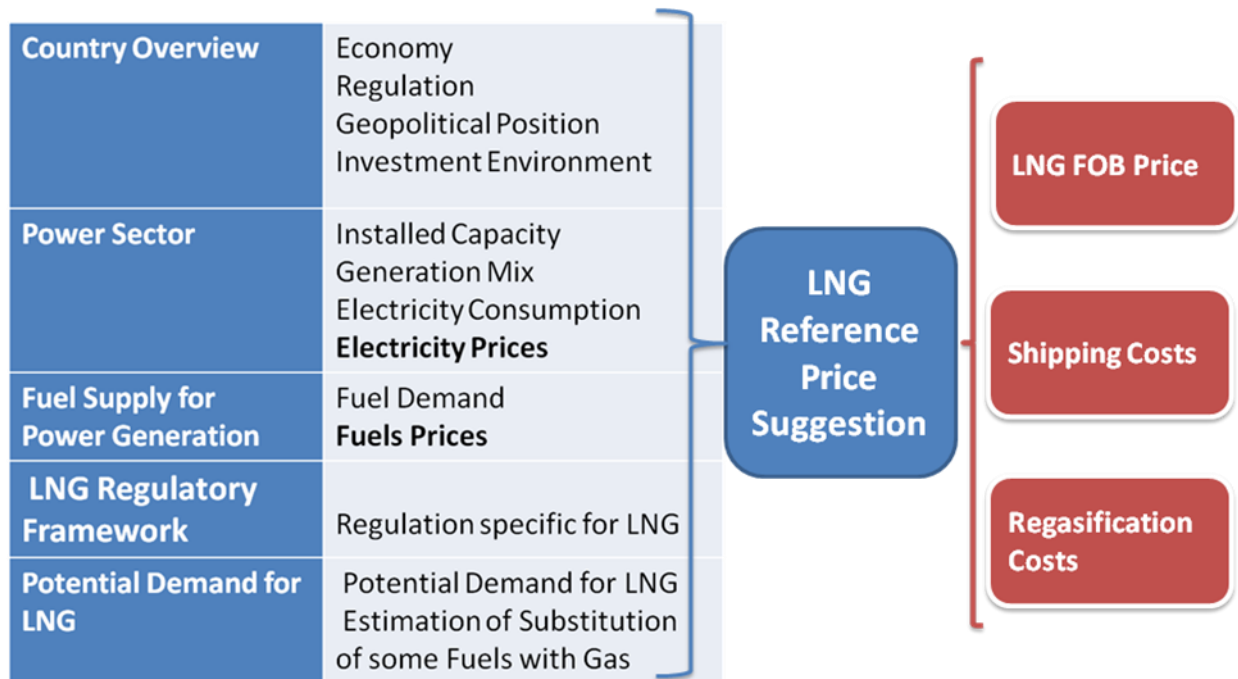 Country Overview
Economy
Regulation
Geopolitical Position
Investment Environment
Power Sector
Installed Capacity
Generation Mix
Electricity Consumption
Electricity Prices
Fuel Supply for
Power Generation
Fuel Demand
Fuels Prices
LNG Regulatory
Framework
Regulation specific for LNG
Potential Demand for
LNG
Potential Demand for LNG
Estimation of Substitution
of some Fuels with Gas
LNG
Reference
Price
Suggestion
LNG FOB Price
Shipping Costs
Regasification
Costs